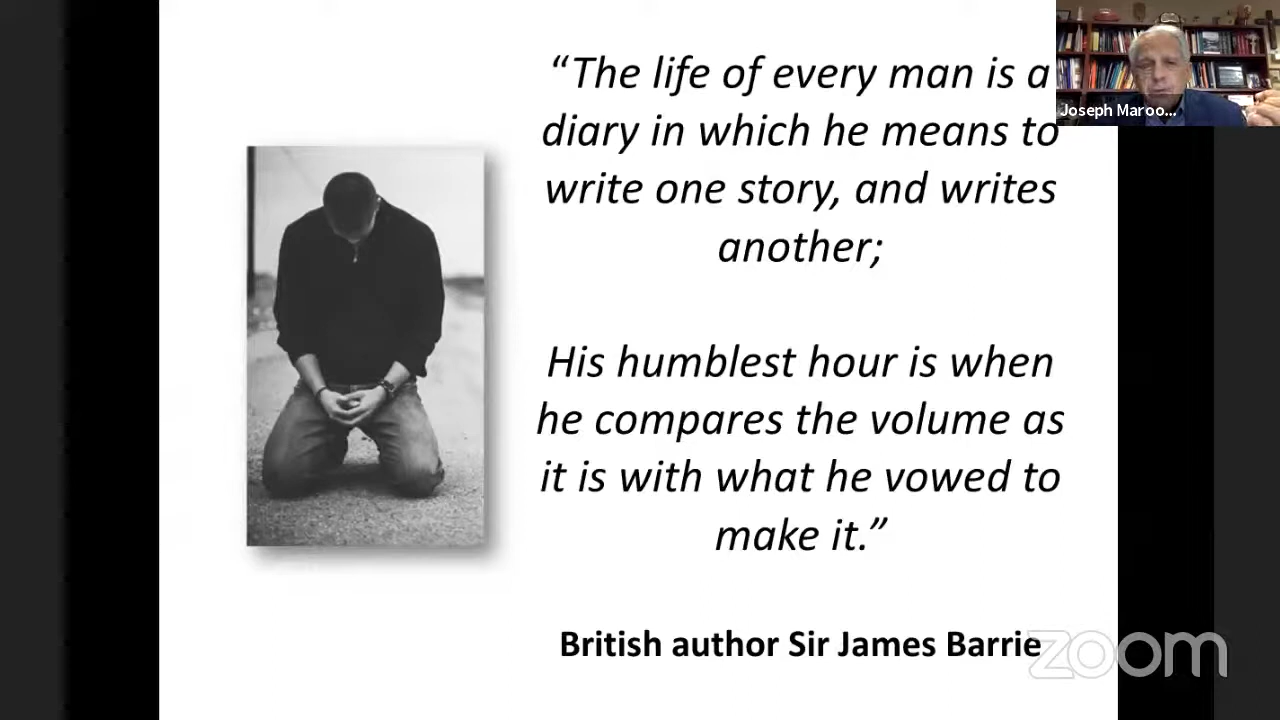 “The life of every man is a
diary in which he means to
write one story, and writes
another;
His humblest hour is when
he compares the volume as
it is with what he vowed to
make it.”
British author Sir James Barrie
Joseph Maroo...
zoom